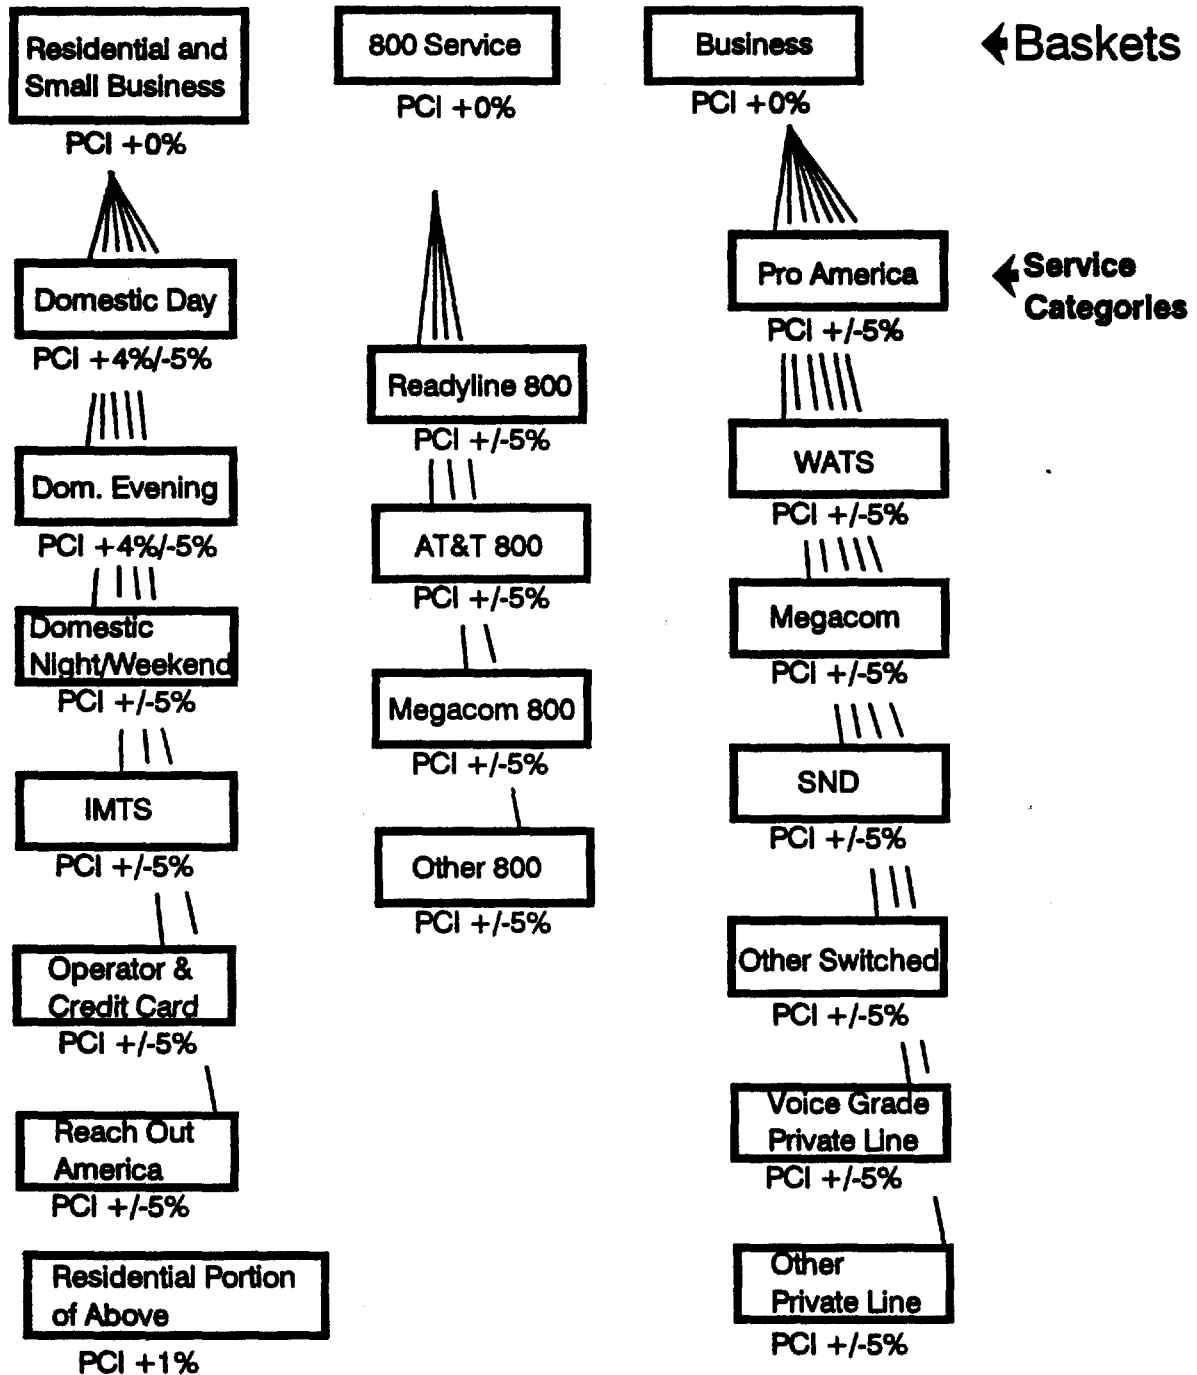 Residential and
Small Business
PCI +0%
Domestic Day
PCI +4%/-5%
Dom. Evening
PCI +4%/-5%
Domestic
Night/Weekend
PCI +/-5%
IMTS
PCI +/-5%
Operator &
Credit Card
PCI +/-5%
Reach Out
America
PCI +/-5%
Residential Portion
of Above
PCI +1%
800 Service
PCI +0%
Readyline 800
PCI +/-5%
AT&T 800
PCI +/-5%
Megacom 800
PCI +/-5%
Other 800
PCI +/-5%
Business
PCI +0%
Pro America
PCI +/-5%
WATS
PCI +/-5%
Megacom
PCI +/-5%
SND
PCI +/-5%
Other Switched
PCI +/-5%
Voice Grade
Private Line
PCI +/-5%
Other
Private Line
PCI +/-5%
Baskets
Service
Categories